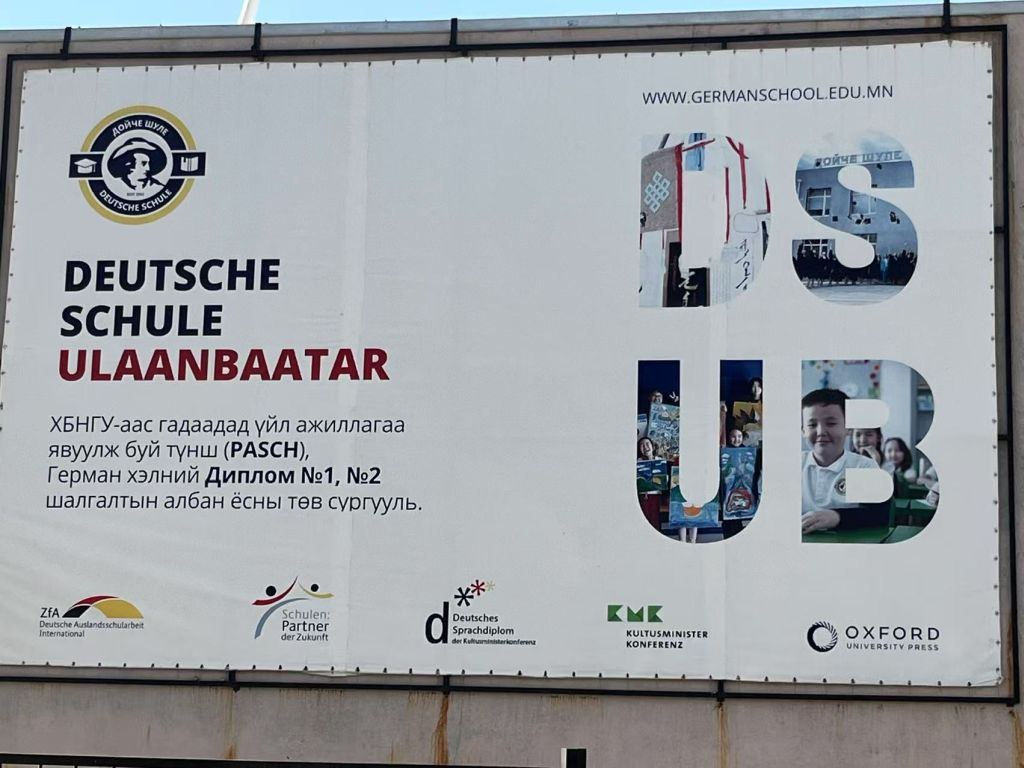 WWW.GERMANSCHOOL.EDU.MN
ДОЙЧЕ ШУЛЕ
DEUTSCHE SCHULE
DEUTSCHE
SCHULE
ULAANBAATAR
ХБНГУ-аас гадаадад үйл ажиллагаа
явуулж буй түнш (PASCH),
Герман хэлний Диплом №1, №2
шалгалтын албан ёсны төв сургууль.
DS
ДОЙЧЕ ШУЛЕ
UB
ZfA
Deutsche Auslandsschularbeit
International
Schulen:
Partner
der Zukunft
d
Deutsches
Sprachdiplom
der Kultusministerkonferenz
KMK
KULTUSMINISTER
KONFERENZ
OXFORD
UNIVERSITY PRESS